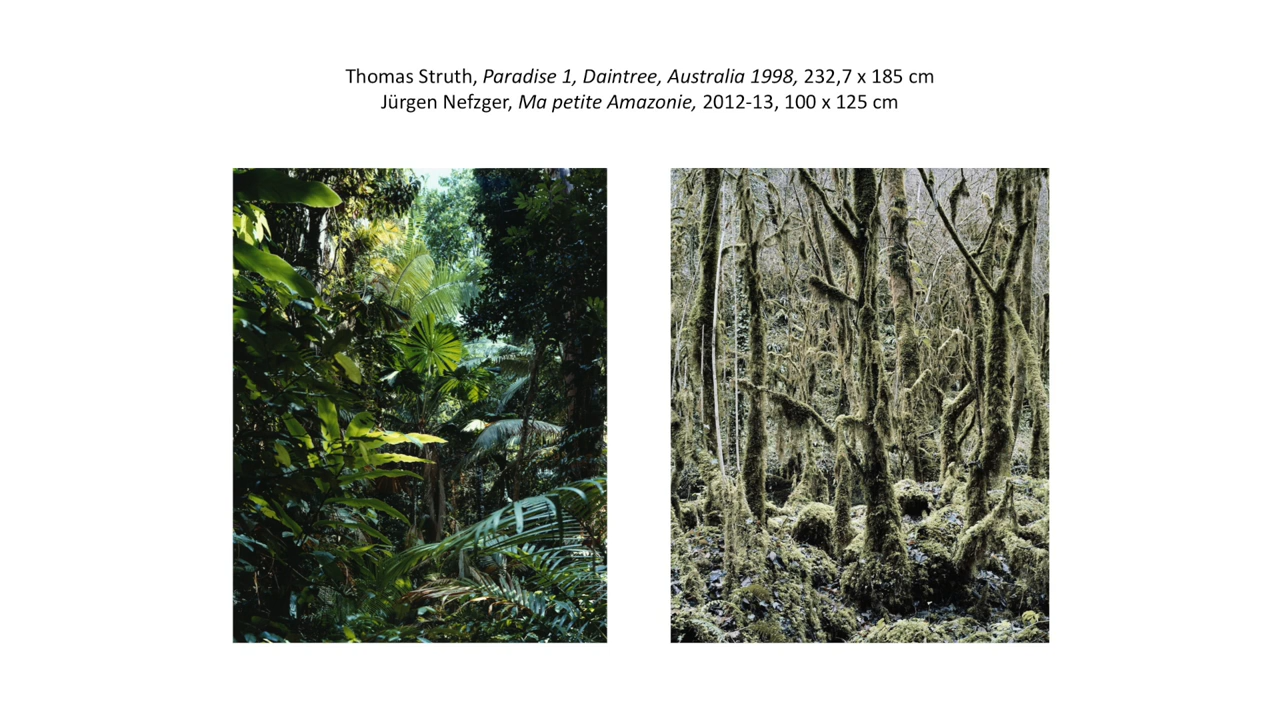 Thomas Struth, Paradise 1, Daintree, Australia 1998, 232,7 x 185 cm
Jürgen Nefzger, Ma petite Amazonie, 2012-13, 100 x 125 cm